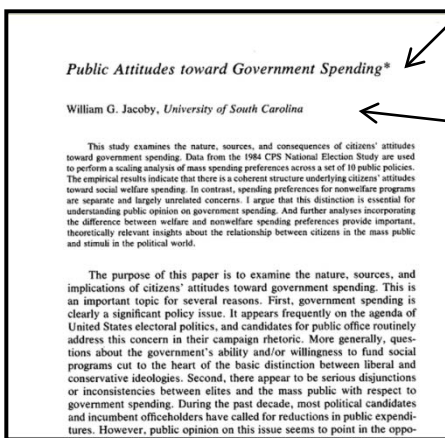 Public Attitudes toward Government Spending*
William G. Jacoby, University of South Carolina
This study examines the nature, sources, and consequences of citizens' attitudes
toward government spending. Data from the 1984 CPS National Election Study are used
to perform a scaling analysis of mass spending preferences across a set of 10 public policies.
The empirical results indicate that there is a coherent structure underlying citizens' attitudes
toward social welfare spending. In contrast, spending preferences for nonwelfare programs
are separate and largely unrelated concerns. I argue that this distinction is essential for
understanding public opinion on government spending. And further analyses incorporating
the difference between welfare and nonwelfare spending preferences provide important,
theoretically relevant insights about the relationship between citizens in the mass public
and stimuli in the political world.
The purpose of this paper is to examine the nature, sources, and
implications of citizens' attitudes toward government spending. This is
an important topic for several reasons. First, government spending is
clearly a significant policy issue. It appears frequently on the agenda of
United States electoral politics, and candidates for public office routinely
address this concern in their campaign rhetoric. More generally, ques-
tions about the government's ability and/or willingness to fund social
programs cut to the heart of the basic distinction between liberal and
conservative ideologies. Second, there appear to be serious disjunctions
or inconsistencies between elites and the mass public with respect to
government spending. During the past decade, most political candidates
and incumbent officeholders have called for reductions in public expendi-
tures. However, public opinion on this issue seems to point in the oppo-